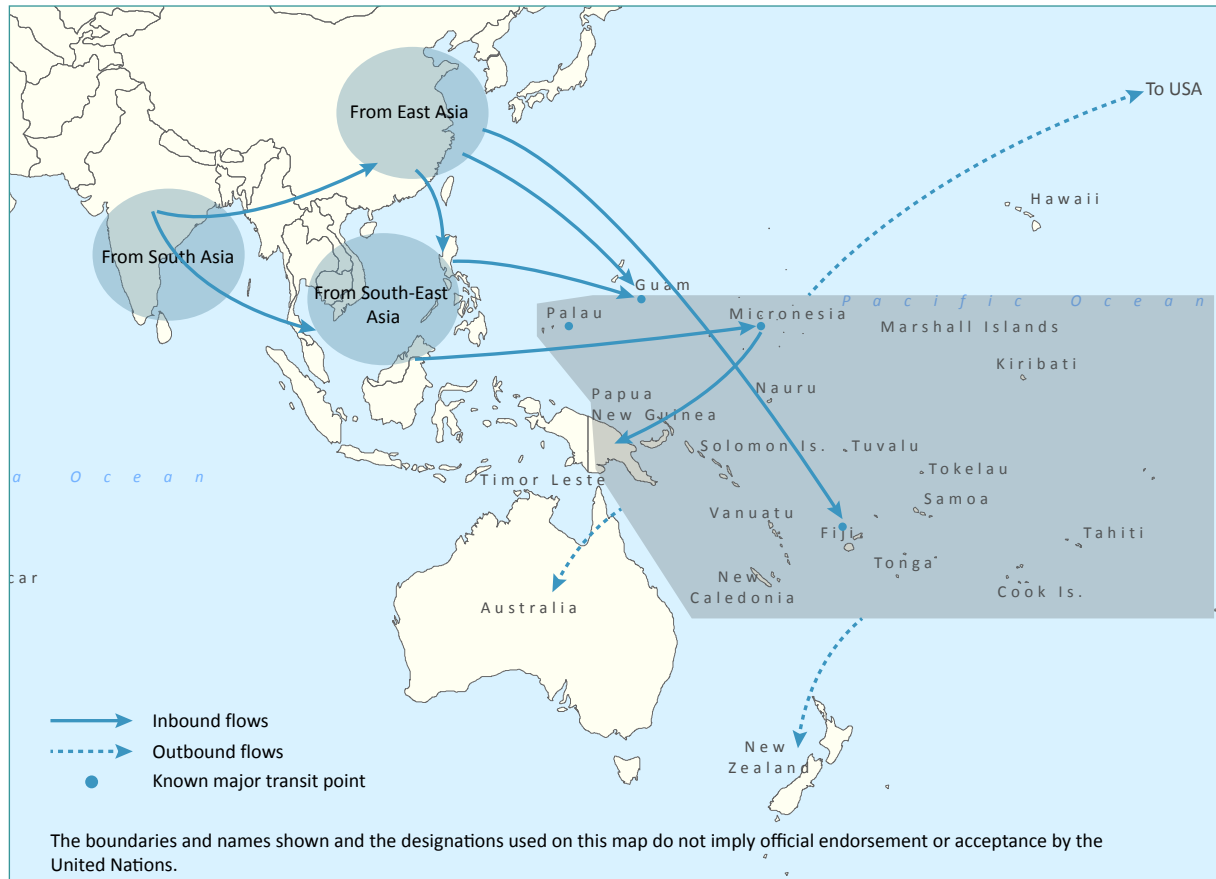 To USA
From East Asia
Hawaii
From South Asia
From South-East
Asia
Guam
Pacific Ocean
Palau
Micronesia
Marshall Islands
Kiribati
Nauru
Papua
New Guinea
Solomon Is.
Tuvalu
Tokelau
a Ocean
Timor Leste
Samoa
Vanuatu
Fiji
Tahiti
Tonga
car
New
Caledonia
Cook Is.
Australia
Inbound flows
Outbound flows
Known major transit point
New
Zealand
The boundaries and names shown and the designations used on this map do not imply official endorsement or acceptance by the
United Nations.